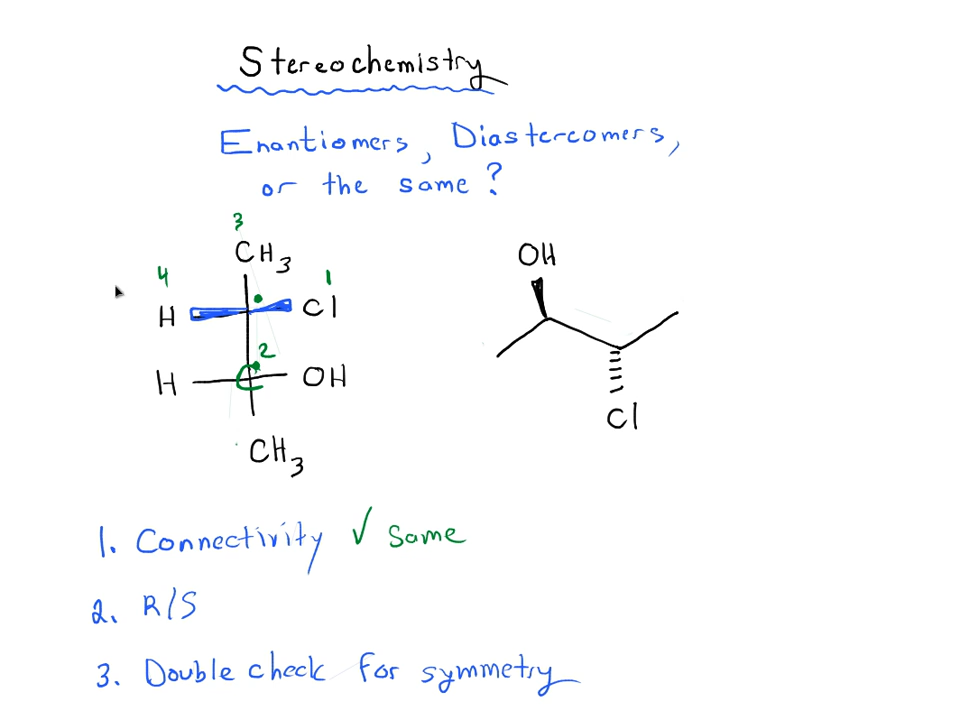 Stereochemistry
Enantiomers, Diastereomers,
or the same?
3
CH3
4
1
H
Cl
2
H
C
OH
CH3
OH
Cl
1. Connectivity ✓ Same
2. R/S
3. Double check for symmetry